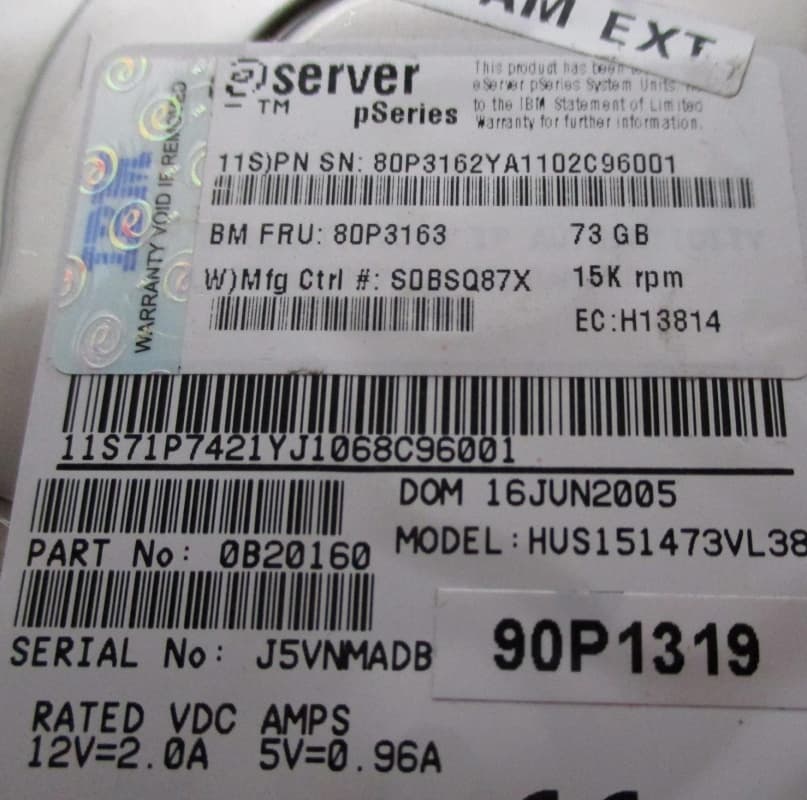 AM EXT
server
TM
pSeries
This product has been
eServer pSeries System Units.
to the IBM Statement of Limited
Warranty for further information.
WARRANTY VOID IF REMOVED
IBM
11S)PN SN: 80P3162YA1102C96001
BM FRU: 80P3163 73 GB
W)Mfg Ctrl #: S0BSQ87X 15K rpm
EC:H13814
11S71P7421YJ1068C96001
DOM 16JUN2005
PART No: 0B20160 MODEL:HUS151473VL38
SERIAL No: J5VNMADB
90P1319
RATED VDC AMPS
12V=2.0A 5V=0.96A